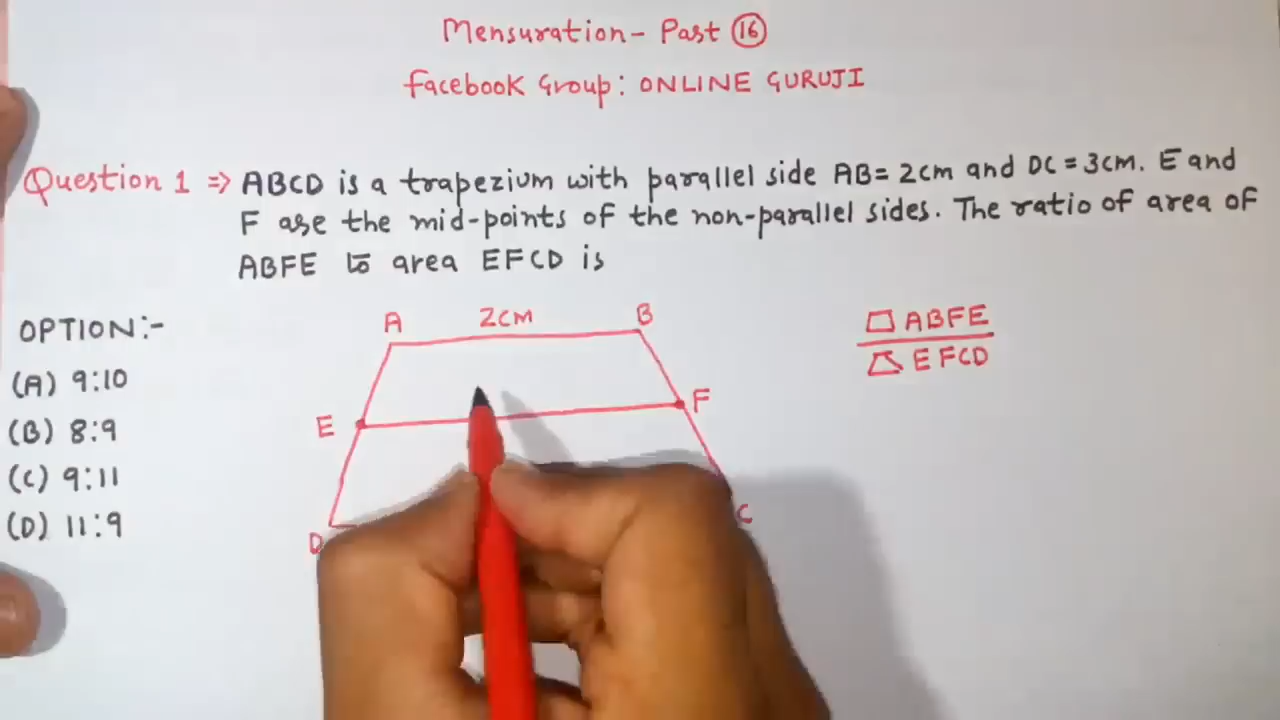 Mensuration- Part 16
Facebook Group: ONLINE GURUJI
Question 1 => ABCD is a trapezium with parallel side AB= 2cm and DC = 3cm. E and
F are the mid-points of the non-parallel sides. The ratio of area of
ABFE to area EFCD is
OPTION:-
(A) 9:10
(B) 8:9
(C) 9:11
(D) 11:9
A 2CM B
E F
D C
□ ABFE
EFCD